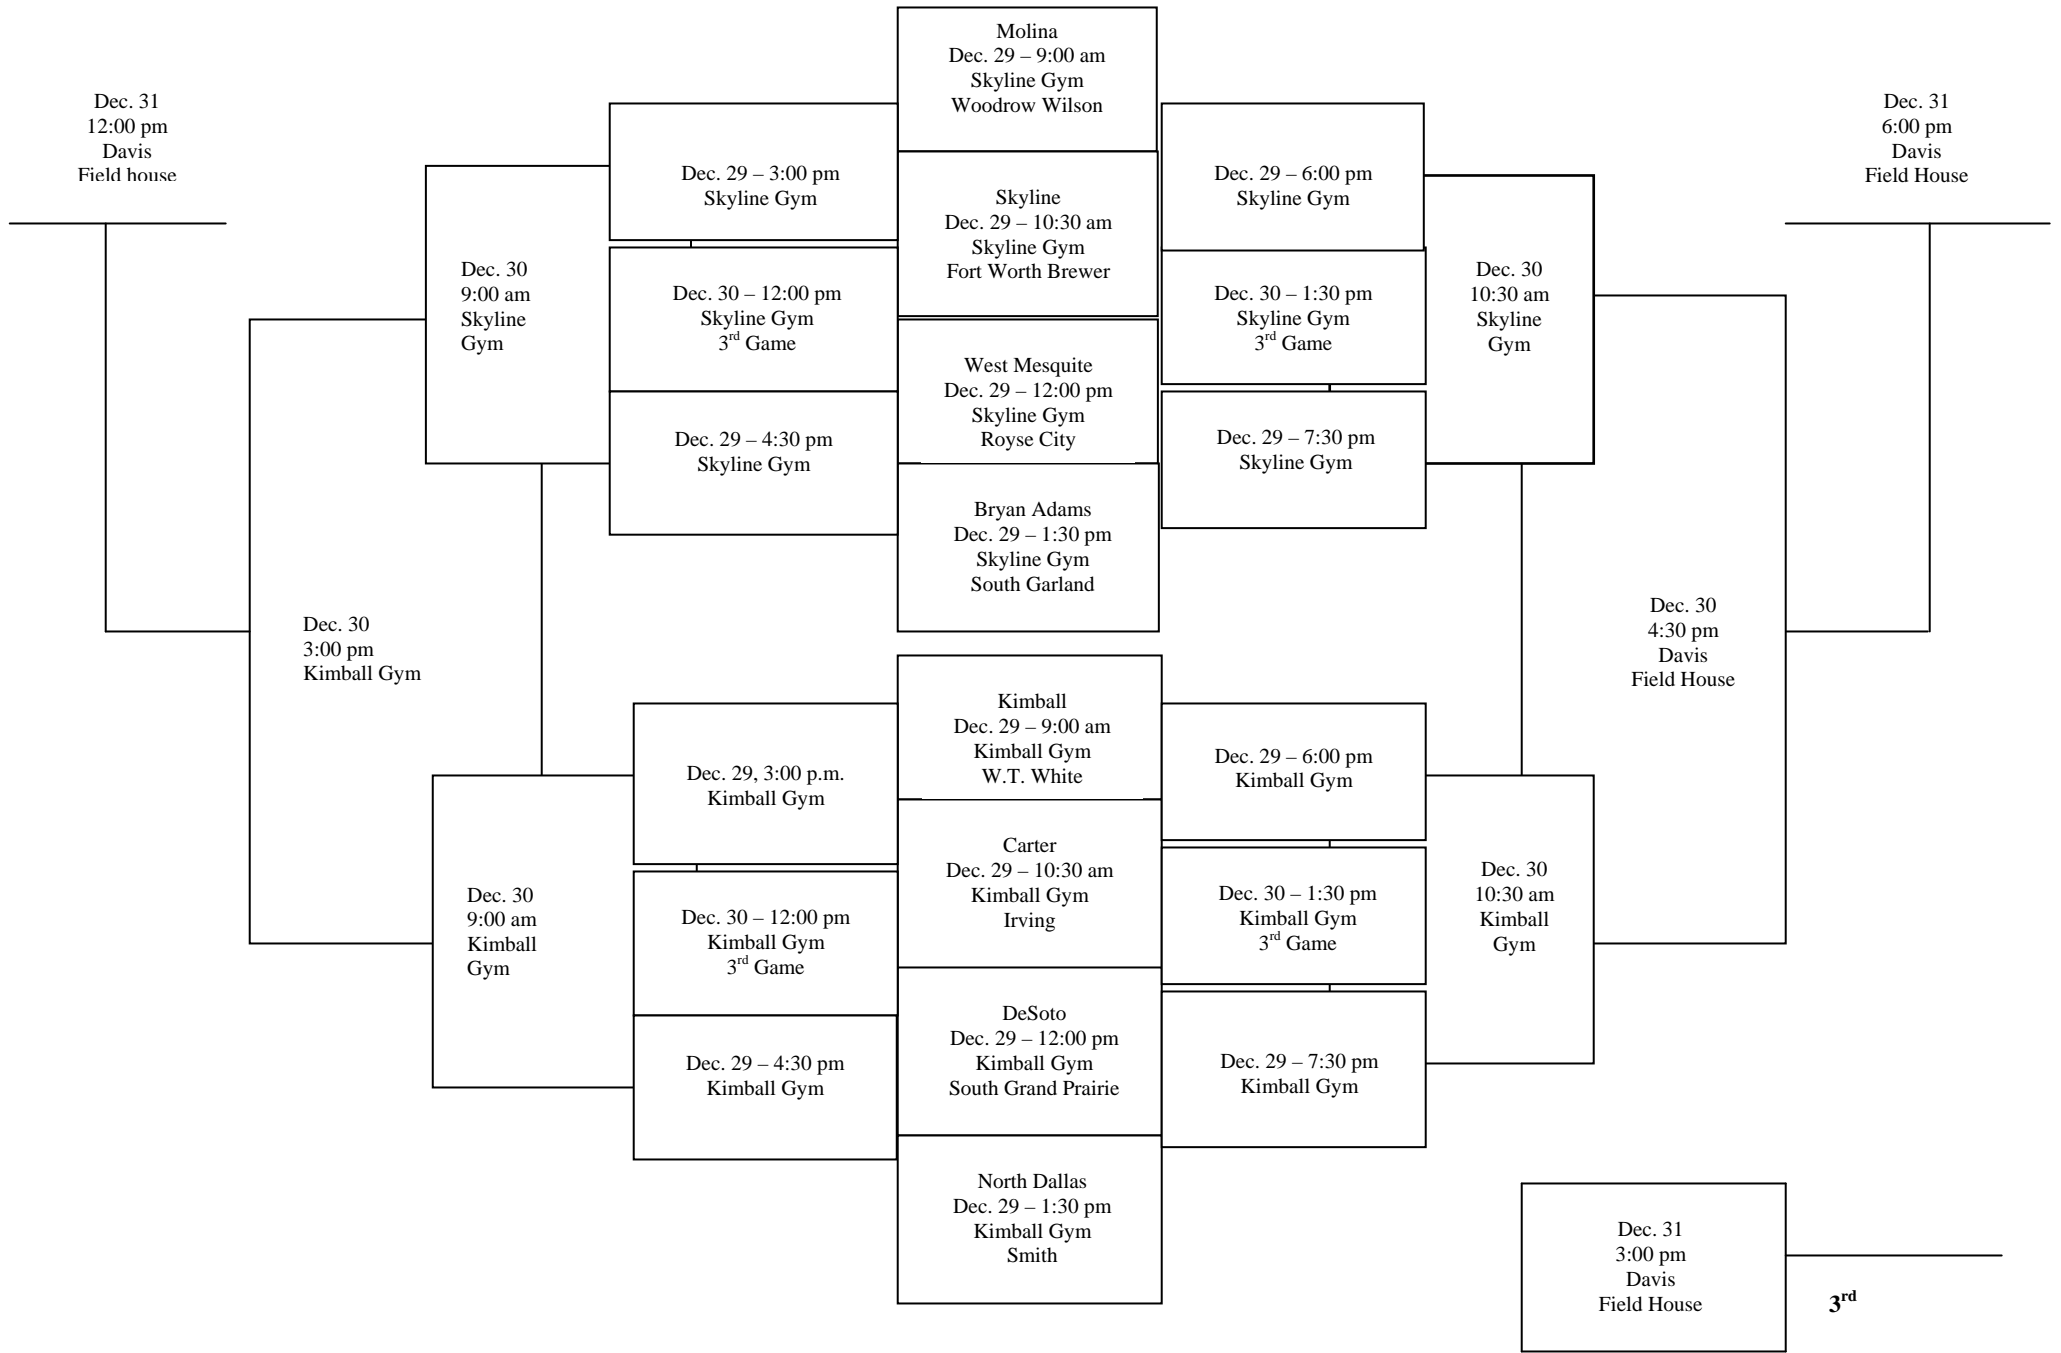 Molina
Dec. 29 – 9:00 am
Skyline Gym
Woodrow Wilson
Dec. 31
12:00 pm
Davis
Field house
Dec. 31
6:00 pm
Davis
Field House
Dec. 29 – 3:00 pm
Skyline Gym
Skyline
Dec. 29 – 10:30 am
Skyline Gym
Fort Worth Brewer
Dec. 29 – 6:00 pm
Skyline Gym
Dec. 30
9:00 am
Skyline
Gym
Dec. 30 – 12:00 pm
Skyline Gym
3rd Game
Dec. 30 – 1:30 pm
Skyline Gym
3rd Game
Dec. 30
10:30 am
Skyline
Gym
West Mesquite
Dec. 29 – 12:00 pm
Skyline Gym
Royse City
Dec. 29 – 4:30 pm
Skyline Gym
Dec. 29 – 7:30 pm
Skyline Gym
Bryan Adams
Dec. 29 – 1:30 pm
Skyline Gym
South Garland
Dec. 30
3:00 pm
Kimball Gym
Dec. 30
4:30 pm
Davis
Field House
Kimball
Dec. 29 – 9:00 am
Kimball Gym
W.T. White
Dec. 29, 3:00 p.m.
Kimball Gym
Dec. 29 – 6:00 pm
Kimball Gym
Carter
Dec. 29 – 10:30 am
Kimball Gym
Irving
Dec. 30
9:00 am
Kimball
Gym
Dec. 30 – 12:00 pm
Kimball Gym
3rd Game
Dec. 30 – 1:30 pm
Kimball Gym
3rd Game
Dec. 30
10:30 am
Kimball
Gym
DeSoto
Dec. 29 – 12:00 pm
Kimball Gym
South Grand Prairie
Dec. 29 – 4:30 pm
Kimball Gym
Dec. 29 – 7:30 pm
Kimball Gym
North Dallas
Dec. 29 – 1:30 pm
Kimball Gym
Smith
Dec. 31
3:00 pm
Davis
Field House
3rd